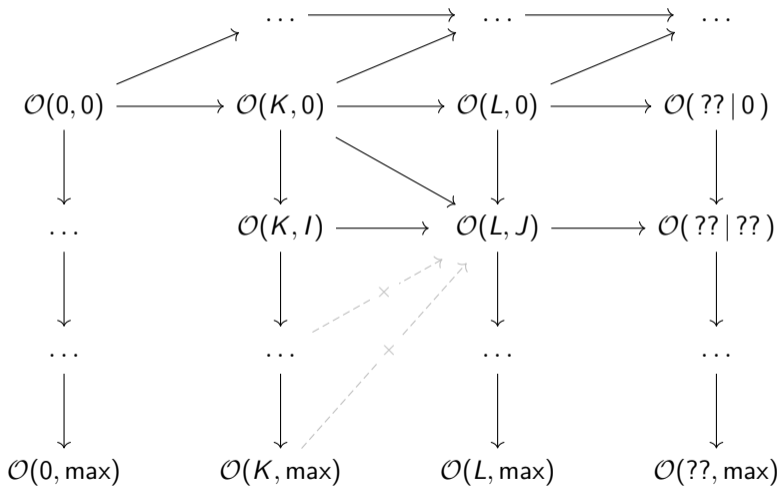 ... ... ...
𝒪(0, 0) 𝒪(K, 0) 𝒪(L, 0) 𝒪( ?? | 0 )
... 𝒪(K, I) 𝒪(L, J) 𝒪( ?? | ?? )
... ... ... ...
𝒪(0, max) 𝒪(K, max) 𝒪(L, max) 𝒪(??, max)